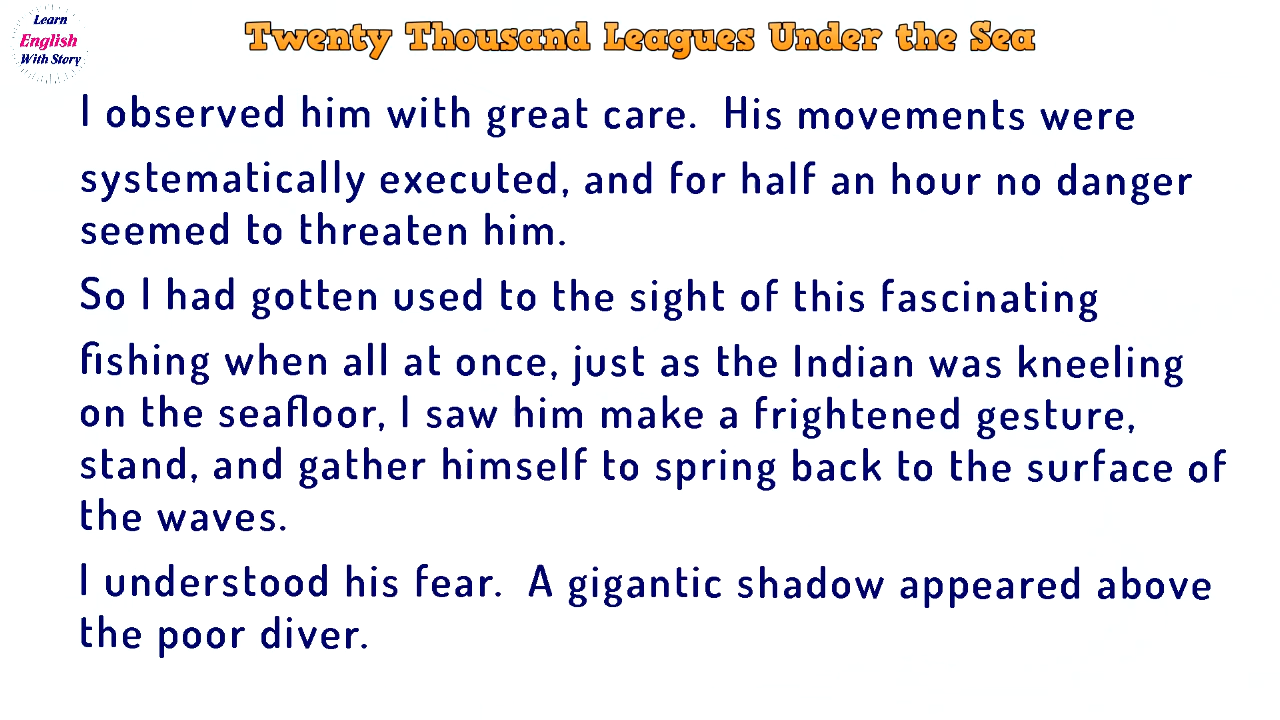 Learn
English
With Story
Twenty Thousand Leagues Under the Sea
I observed him with great care. His movements were
systematically executed, and for half an hour no danger
seemed to threaten him.
So I had gotten used to the sight of this fascinating
fishing when all at once, just as the Indian was kneeling
on the seafloor, I saw him make a frightened gesture,
stand, and gather himself to spring back to the surface of
the waves.
I understood his fear. A gigantic shadow appeared above
the poor diver.